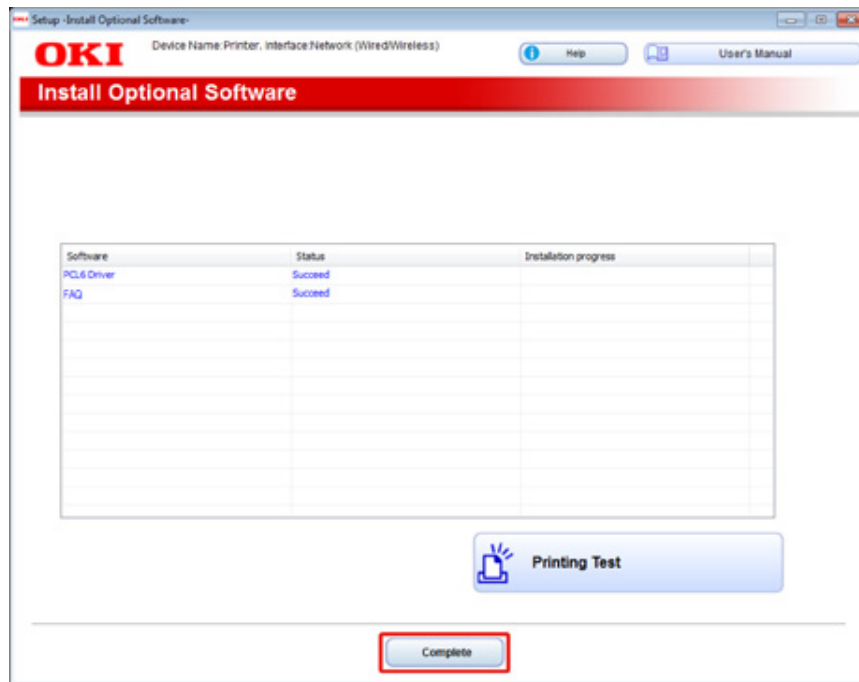 Setup -Install Optional Software-
OKI
Device Name:Printer, Interface:Network (Wired/Wireless)
Help
User's Manual
Install Optional Software
Software Status Installation progress
PCL6 Driver Succeed
FAQ Succeed
Printing Test
Complete